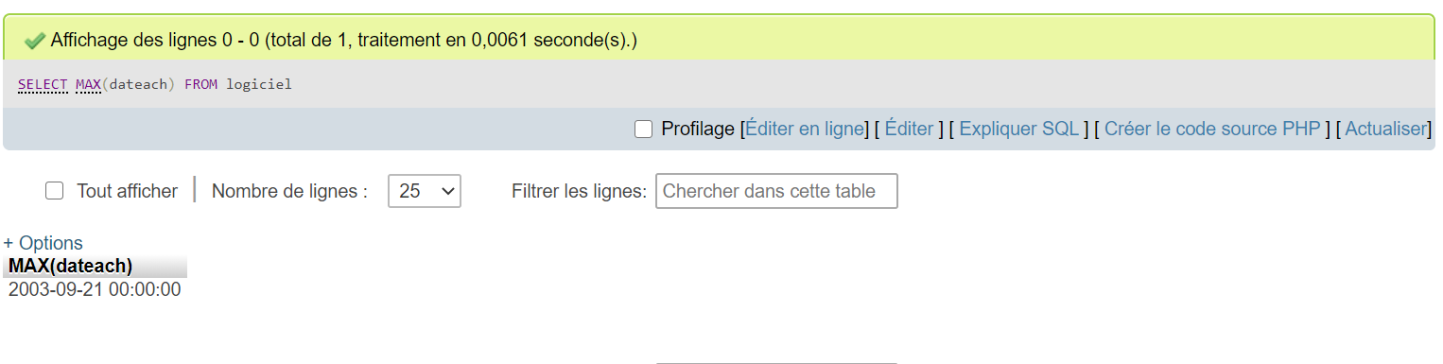 Affichage des lignes 0 - 0 (total de 1, traitement en 0,0061 seconde(s).)
SELECT MAX(dateach) FROM logiciel
Profilage [Éditer en ligne] [ Éditer ] [ Expliquer SQL ] [ Créer le code source PHP ] [ Actualiser]
Tout afficher | Nombre de lignes : 25 Filtrer les lignes: Chercher dans cette table
+ Options
MAX(dateach)
2003-09-21 00:00:00